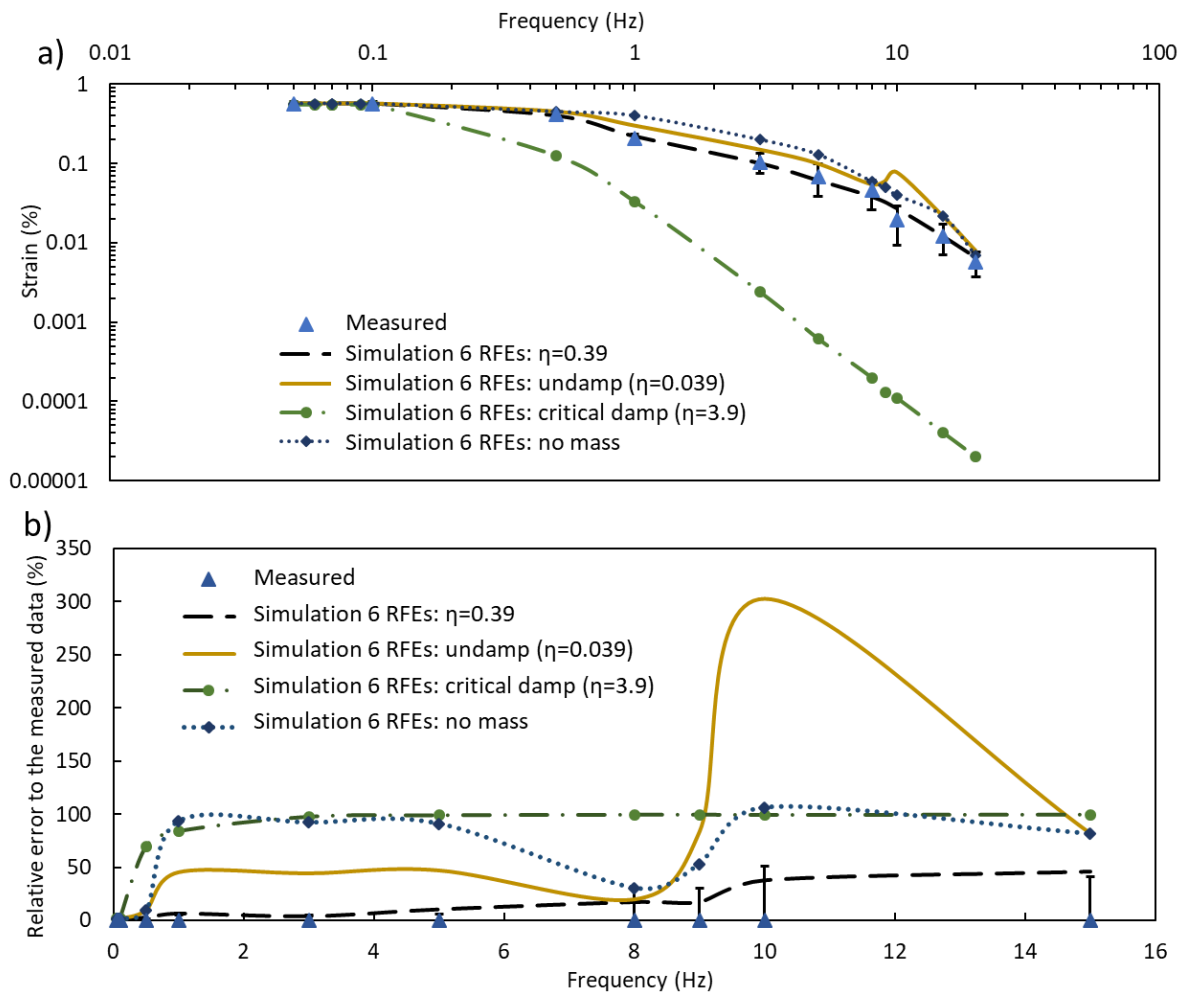 Frequency (Hz)
a)
0.01 0.1 1 10 100
Strain (%)
1
0.1
0.01
0.001
0.0001
0.00001
Measured
Simulation 6 RFEs: η=0.39
Simulation 6 RFEs: undamp (η=0.039)
Simulation 6 RFEs: critical damp (η=3.9)
Simulation 6 RFEs: no mass
b)
Relative error to the measured data (%)
350
300
250
200
150
100
50
0
Measured
Simulation 6 RFEs: η=0.39
Simulation 6 RFEs: undamp (η=0.039)
Simulation 6 RFEs: critical damp (η=3.9)
Simulation 6 RFEs: no mass
0 2 4 6 8 10 12 14 16
Frequency (Hz)